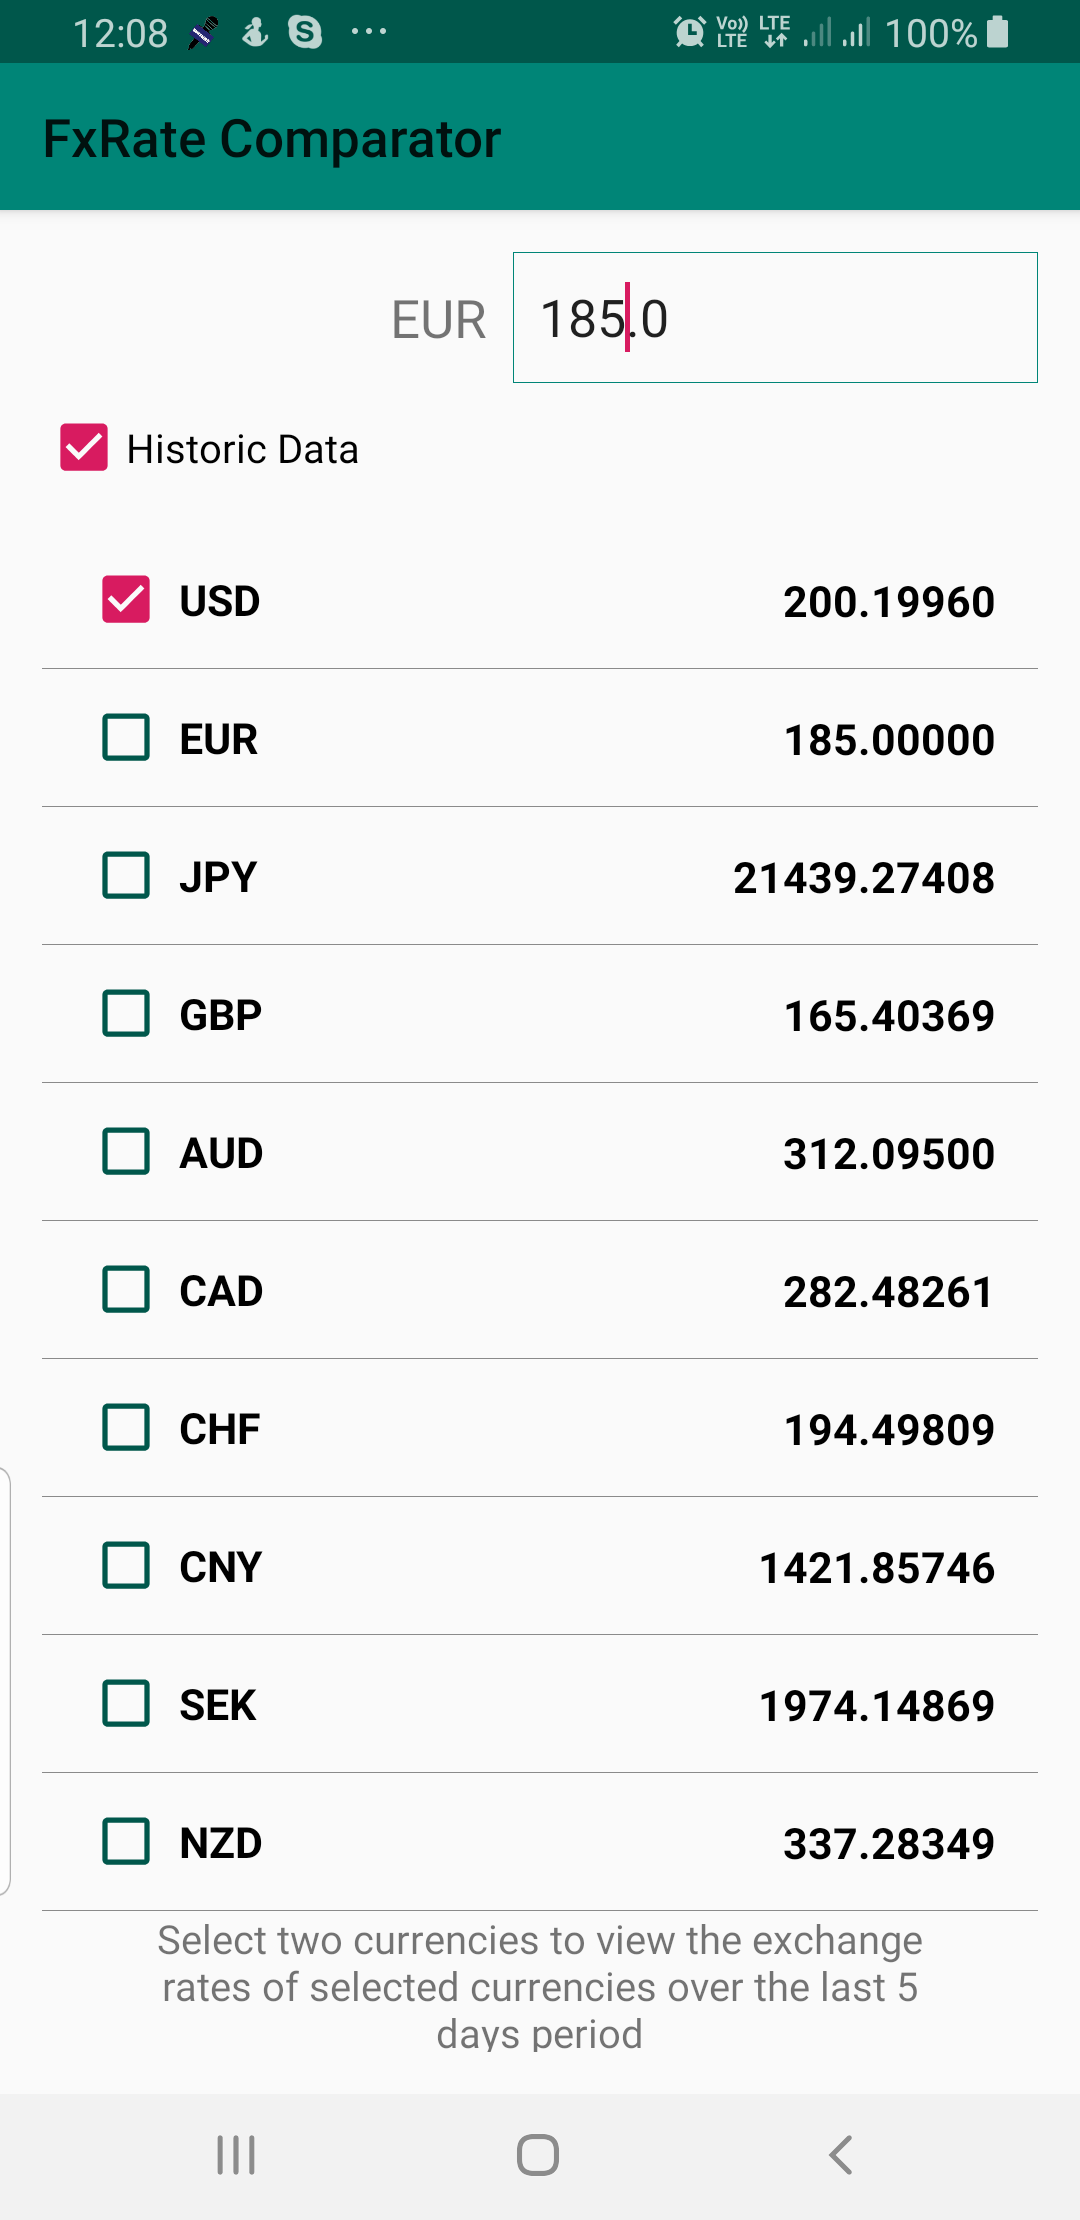 12:08 ... Vo)) LTE LTE 100%
FxRate Comparator
EUR 185.0
Historic Data
USD 200.19960
EUR 185.00000
JPY 21439.27408
GBP 165.40369
AUD 312.09500
CAD 282.48261
CHF 194.49809
CNY 1421.85746
SEK 1974.14869
NZD 337.28349
Select two currencies to view the exchange
rates of selected currencies over the last 5
days period